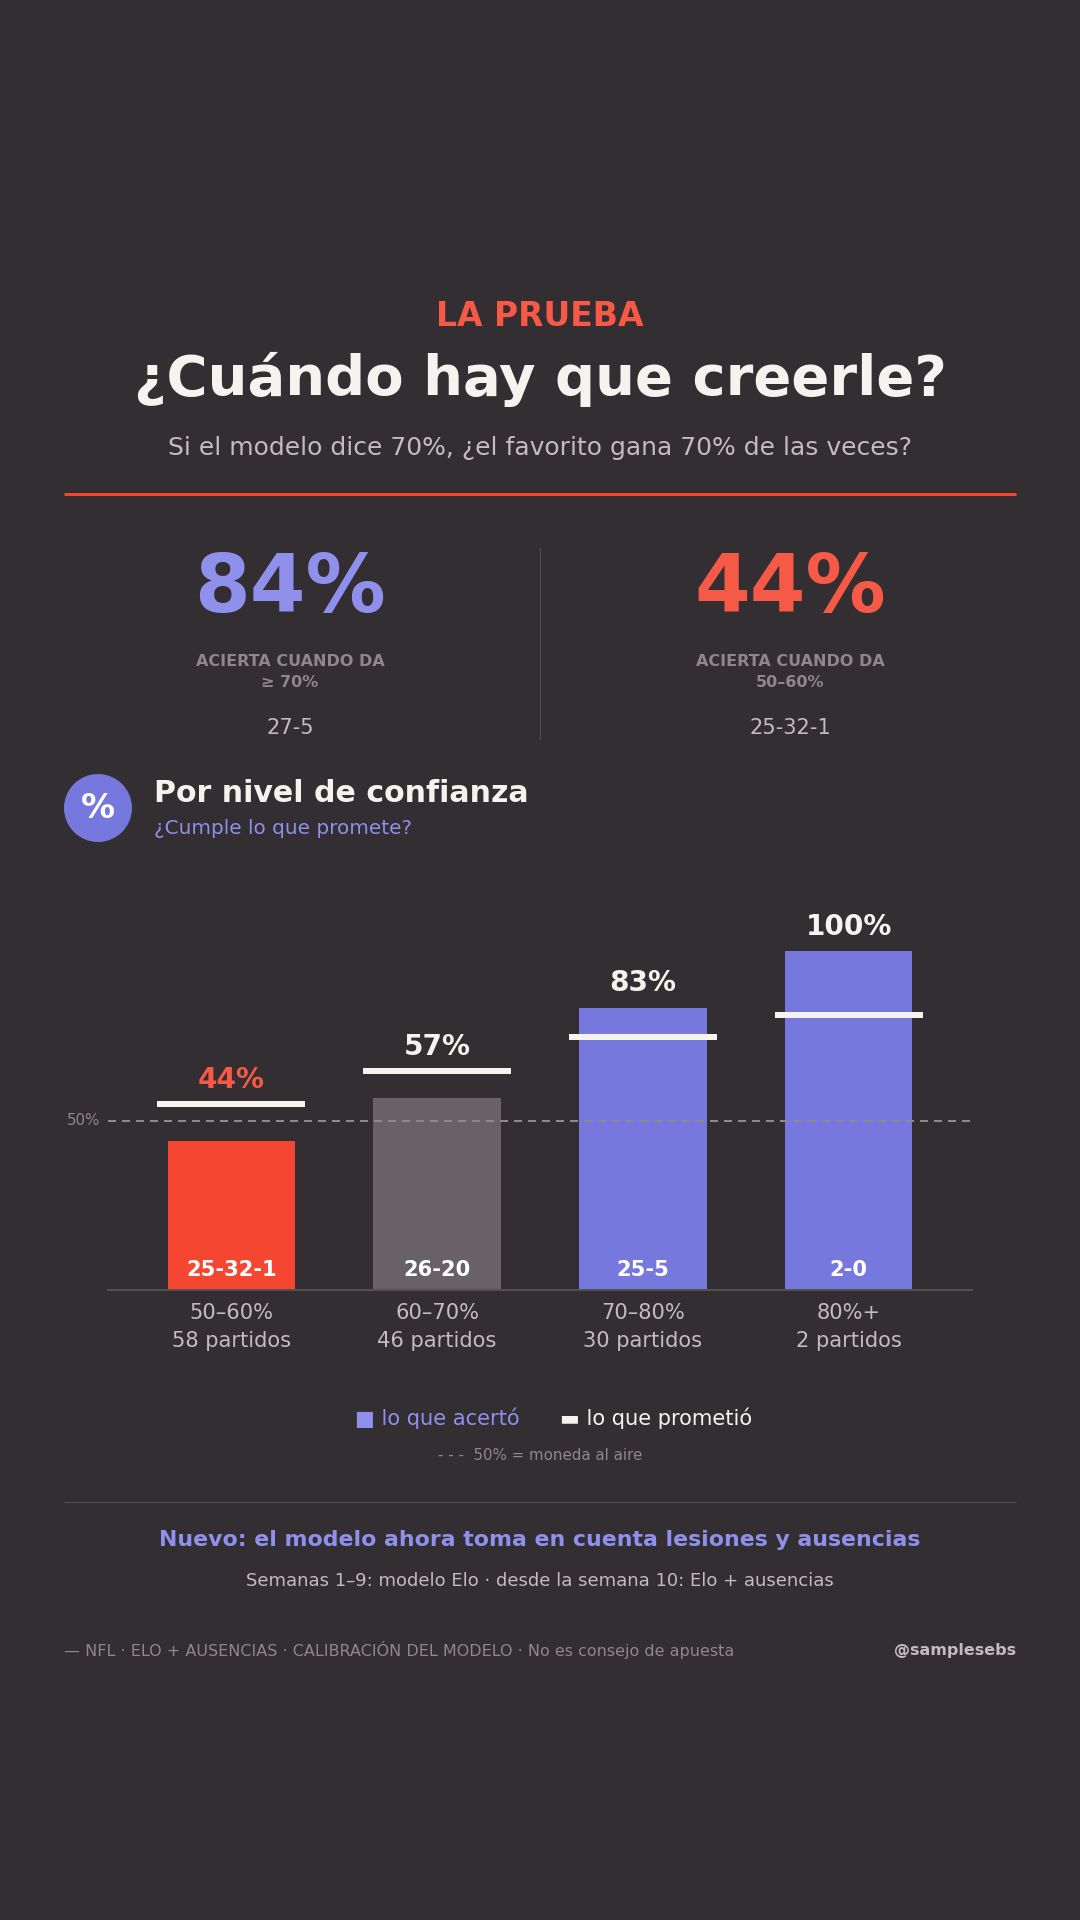 LA PRUEBA
¿Cuándo hay que creerle?
Si el modelo dice 70%, ¿el favorito gana 70% de las veces?
84%
ACIERTA CUANDO DA
≥ 70%
27-5
44%
ACIERTA CUANDO DA
50–60%
25-32-1
%
Por nivel de confianza
¿Cumple lo que promete?
100%
83%
57%
44%
50%
25-32-1
26-20
25-5
2-0
50–60%
58 partidos
60–70%
46 partidos
70–80%
30 partidos
80%+
2 partidos
lo que acertó
lo que prometió
- - - 50% = moneda al aire
Nuevo: el modelo ahora toma en cuenta lesiones y ausencias
Semanas 1–9: modelo Elo · desde la semana 10: Elo + ausencias
— NFL · ELO + AUSENCIAS · CALIBRACIÓN DEL MODELO · No es consejo de apuesta
@samplesebs